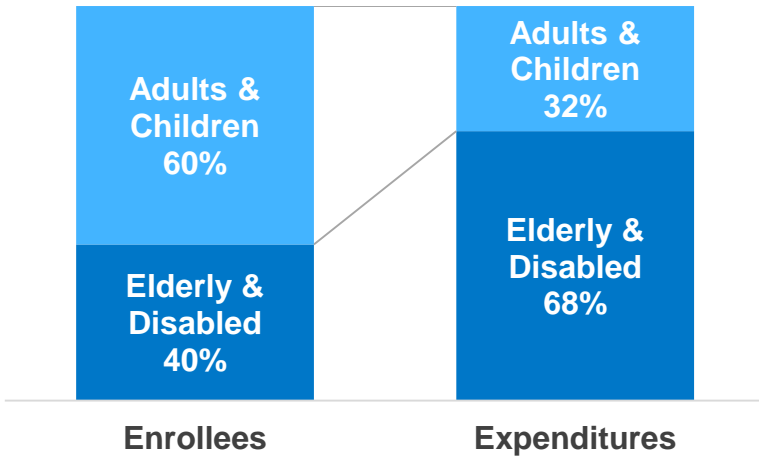 Adults &
Children
60%
Elderly &
Disabled
40%
Adults &
Children
32%
Elderly &
Disabled
68%
Enrollees
Expenditures